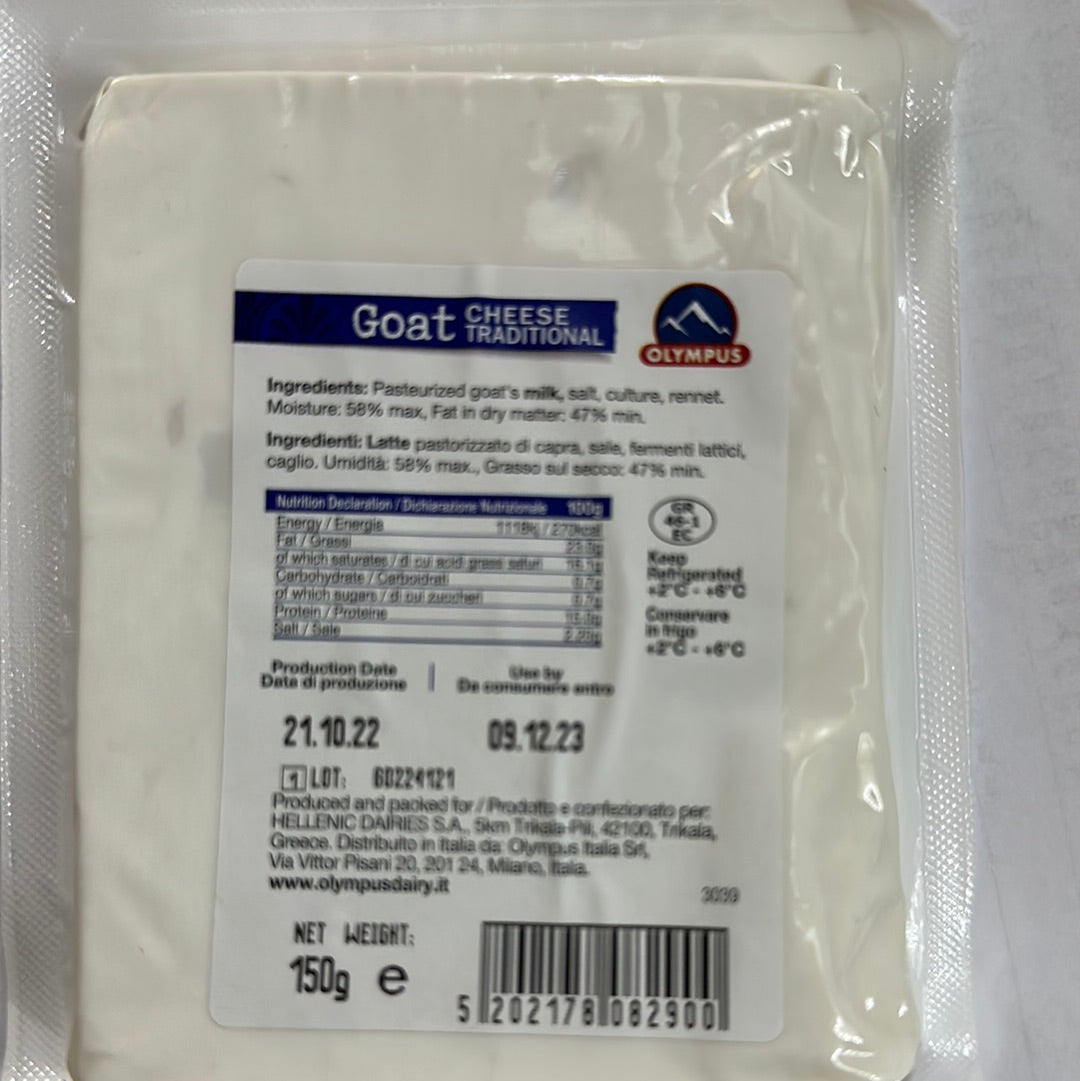 Goat CHEESE
TRADITIONAL
OLYMPUS
Ingredients: Pasteurized goat's milk, salt, culture, rennet.
Moisture: 58% max, Fat in dry matter: 47% min.
Ingredienti: Latte pastorizzato di capra, sale, fermenti lattici,
caglio. Umidità: 58% max., Grasso sul secco: 47% min.
Nutrition Declaration / Dichiarazione Nutrizionale 100g
Energy / Energia
Fat / Grassi
of which saturates / di cui acidi grassi saturi
Carbohydrate / Carboidrati
of which sugars / di cui zuccheri
Protein / Proteine
Salt / Sale
GR
EC
Keep
Refrigerated
+2°C - +6°C
Conservare
in frigo
+2°C - +6°C
Production Date
Data di produzione
Use by
Da consumare entro
21.10.22
09.12.23
1 LOT:
Produced and packed for / Prodotto e confezionato per:
HELLENIC DAIRIES S.A., 5km Trikala-Pili, 42100, Trikala,
Greece. Distribuito in Italia da: Olympus Italia Srl,
Via Vittor Pisani 20, 201 24, Milano, Italia.
www.olympusdairy.it
3039
NET WEIGHT:
150g e
5 202178 082900